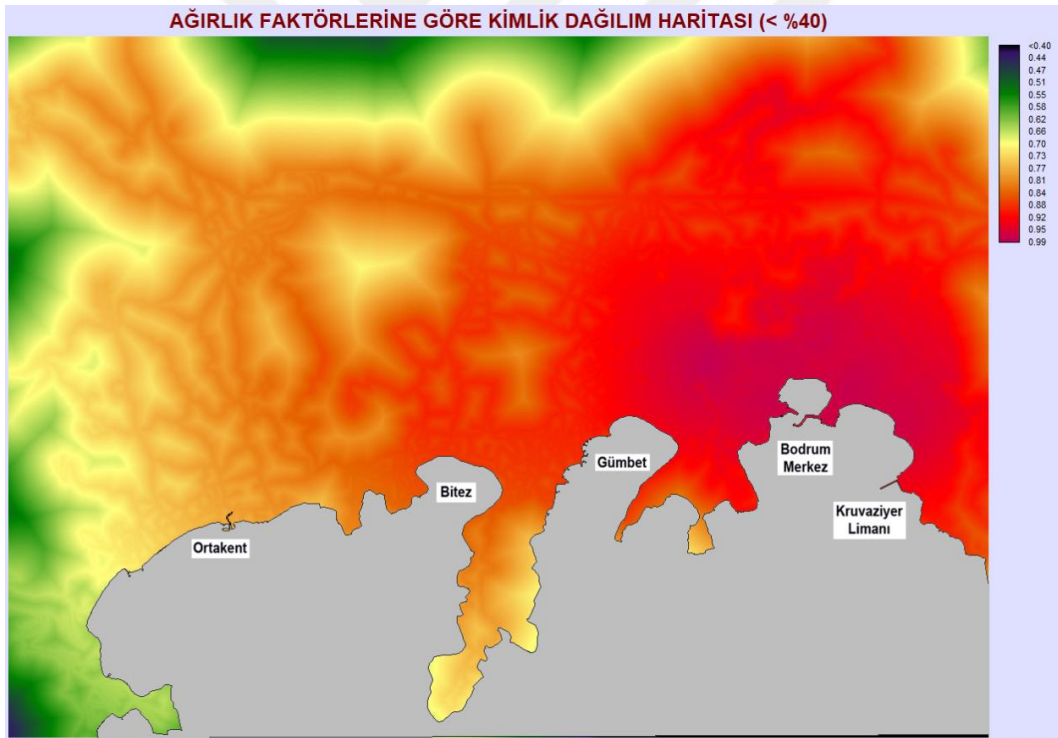 AĞIRLIK FAKTÖRLERİNE GÖRE KİMLİK DAĞILIM HARİTASI (< %40)
<0.40
0.44
0.47
0.51
0.55
0.58
0.62
0.66
0.70
0.73
0.77
0.81
0.84
0.88
0.92
0.95
0.99
Gümbet
Bodrum
Merkez
Bitez
Kruvaziyer
Limanı
Ortakent